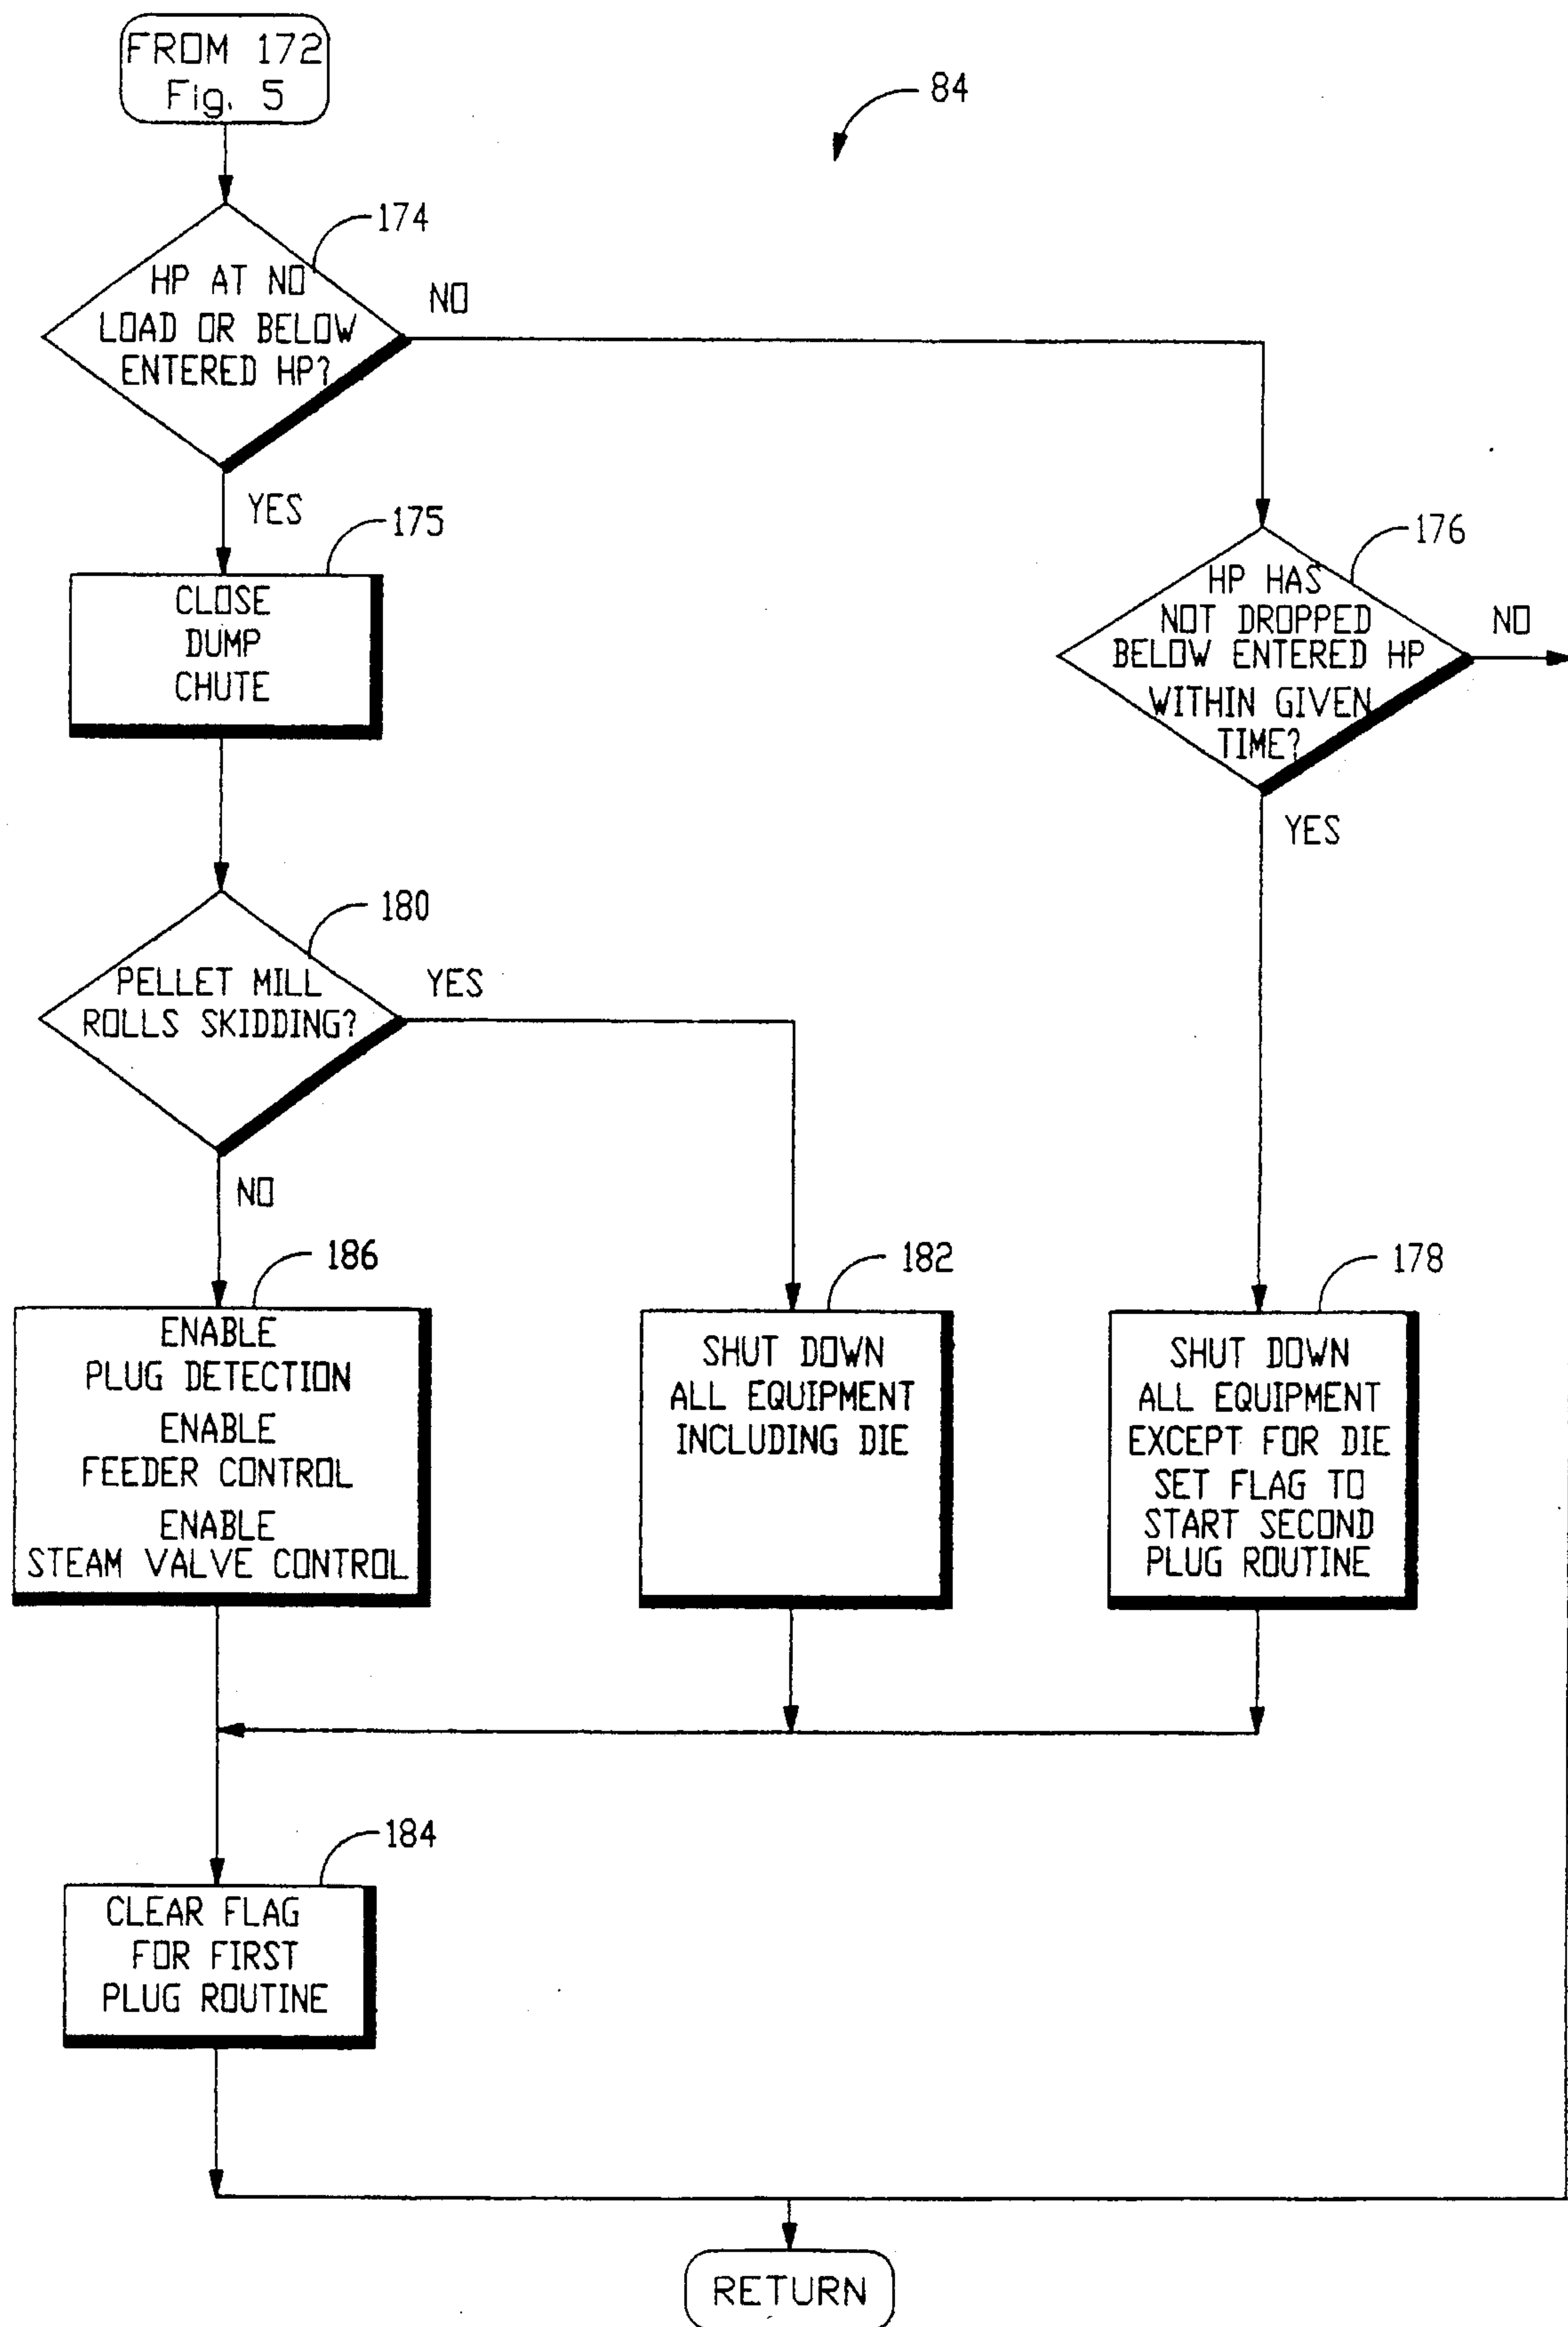 FROM 172
Fig. 5
84
174
HP AT NO
LOAD OR BELOW
ENTERED HP?
NO
YES
175
CLOSE
DUMP
CHUTE
176
HP HAS
NOT DROPPED
BELOW ENTERED HP
WITHIN GIVEN
TIME?
NO
YES
180
PELLET MILL
ROLLS SKIDDING?
YES
NO
186
ENABLE
PLUG DETECTION
ENABLE
FEEDER CONTROL
ENABLE
STEAM VALVE CONTROL
182
SHUT DOWN
ALL EQUIPMENT
INCLUDING DIE
178
SHUT DOWN
ALL EQUIPMENT
EXCEPT FOR DIE
SET FLAG TO
START SECOND
PLUG ROUTINE
184
CLEAR FLAG
FOR FIRST
PLUG ROUTINE
RETURN